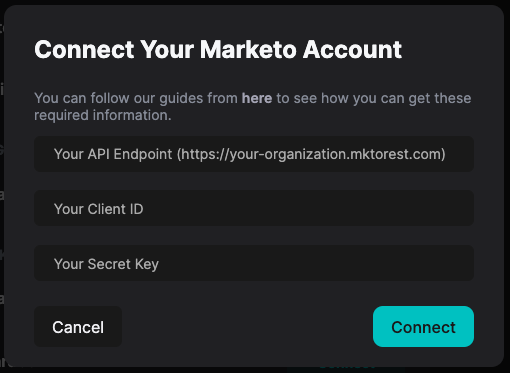 Connect Your Marketo Account
You can follow our guides from here to see how you can get these
required information.
Your API Endpoint (https://your-organization.mktorest.com)
Your Client ID
Your Secret Key
Cancel
Connect